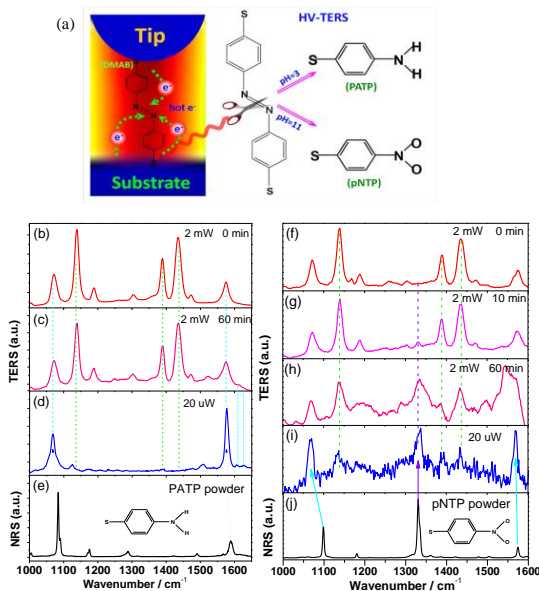 (a)
HV-TERS
Tip
(DMAB)
e⁻
e⁻
hot e⁻
e⁻
Substrate
S
N
N
S
pH=3
pH=11
S
N
H
H
(PATP)
S
N
O
O
(pNTP)
(b) 2 mW 0 min
(c) 2 mW 60 min
(d) 20 uW
(e) PATP powder
S
N
H
H
TERS (a.u.)
NRS (a.u.)
1000 1100 1200 1300 1400 1500 1600
Wavenumber / cm⁻¹
(f) 2 mW 0 min
(g) 2 mW 10 min
(h) 2 mW 60 min
(i) 20 uW
(j) pNTP powder
S
N
O
O
TERS (a.u.)
NRS (a.u.)
1000 1100 1200 1300 1400 1500 1600
Wavenumber / cm⁻¹